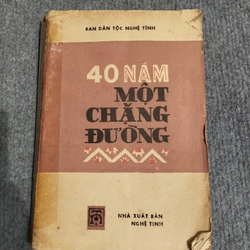 BAN DÂN TỘC NGHỆ TĨNH
40 NĂM
MỘT
CHẶNG
ĐƯỜNG
NHÀ XUẤT BẢN
NGHỆ TĨNH